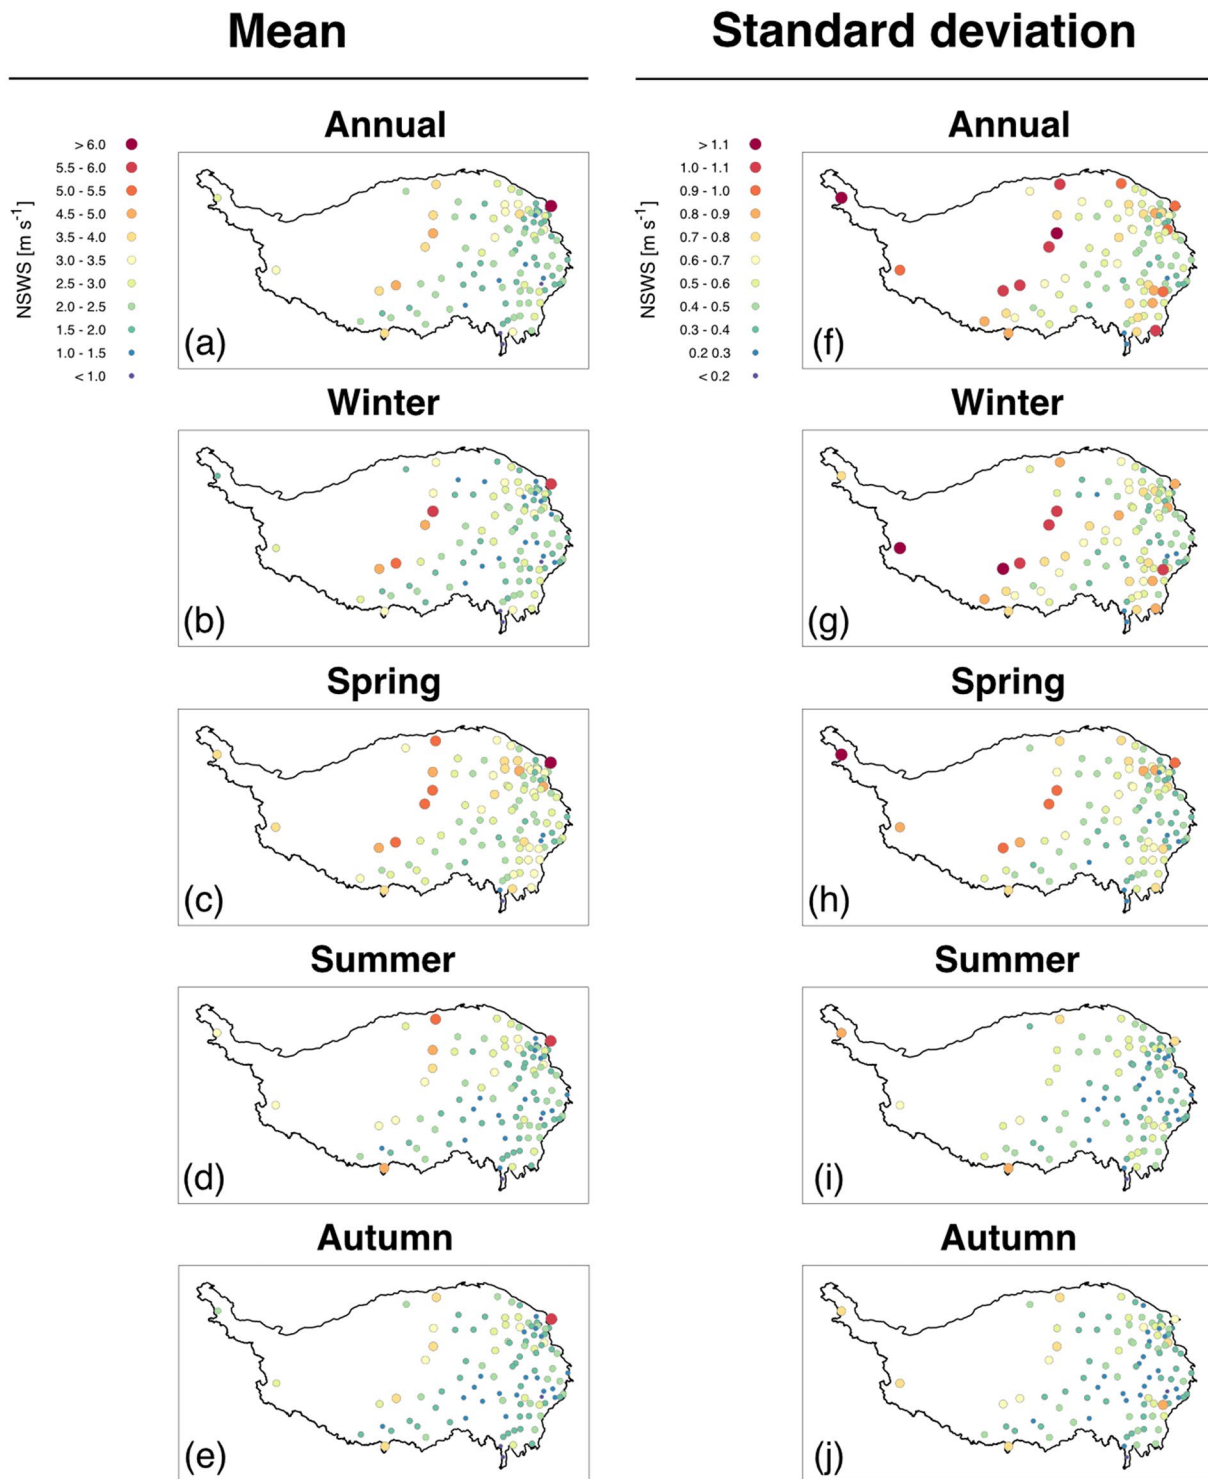 Mean
Standard deviation
Annual
Annual
NSWS [m s-1]
> 6.0
5.5 - 6.0
5.0 - 5.5
4.5 - 5.0
3.5 - 4.0
3.0 - 3.5
2.5 - 3.0
2.0 - 2.5
1.5 - 2.0
1.0 - 1.5
< 1.0
(a)
NSWS [m s-1]
> 1.1
1.0 - 1.1
0.9 - 1.0
0.8 - 0.9
0.7 - 0.8
0.6 - 0.7
0.5 - 0.6
0.4 - 0.5
0.3 - 0.4
0.2 0.3
< 0.2
(f)
Winter
Winter
(b)
(g)
Spring
Spring
(c)
(h)
Summer
Summer
(d)
(i)
Autumn
Autumn
(e)
(j)